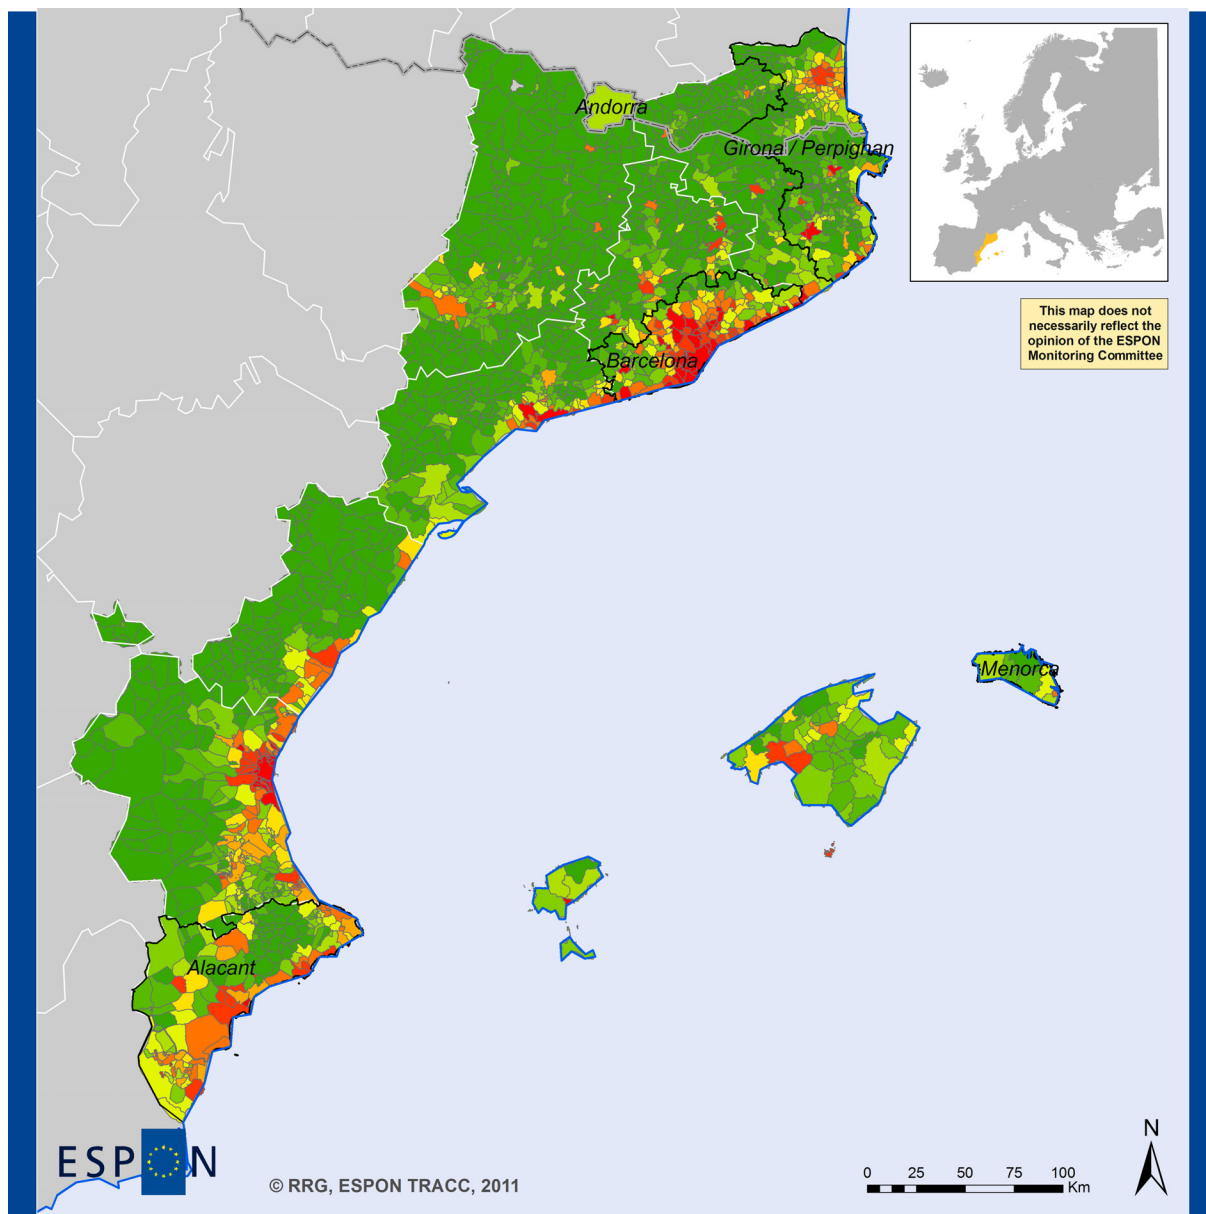 Andorra
Girona / Perpighan
This map does not
necessarily reflect the
opinion of the ESPON
Monitoring Committee
Barcelona
Menorca
Alacant
ESPON
© RRG, ESPON TRACC, 2011
N
0 25 50 75 100
Km